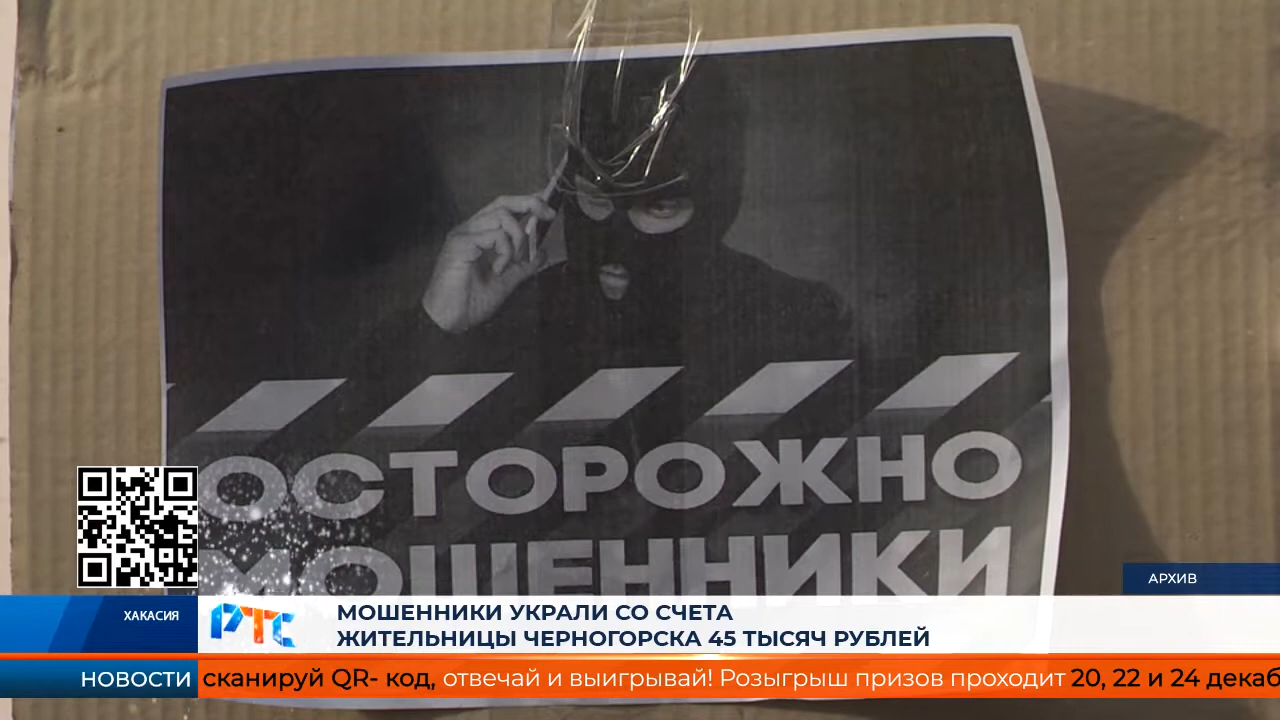 ОСТОРОЖНО
МОШЕННИКИ
АРХИВ
ХАКАСИЯ
РТС
МОШЕННИКИ УКРАЛИ СО СЧЕТА
ЖИТЕЛЬНИЦЫ ЧЕРНОГОРСКА 45 ТЫСЯЧ РУБЛЕЙ
НОВОСТИ
сканируй QR- код, отвечай и выигрывай! Розыгрыш призов проходит 20, 22 и 24 декаб